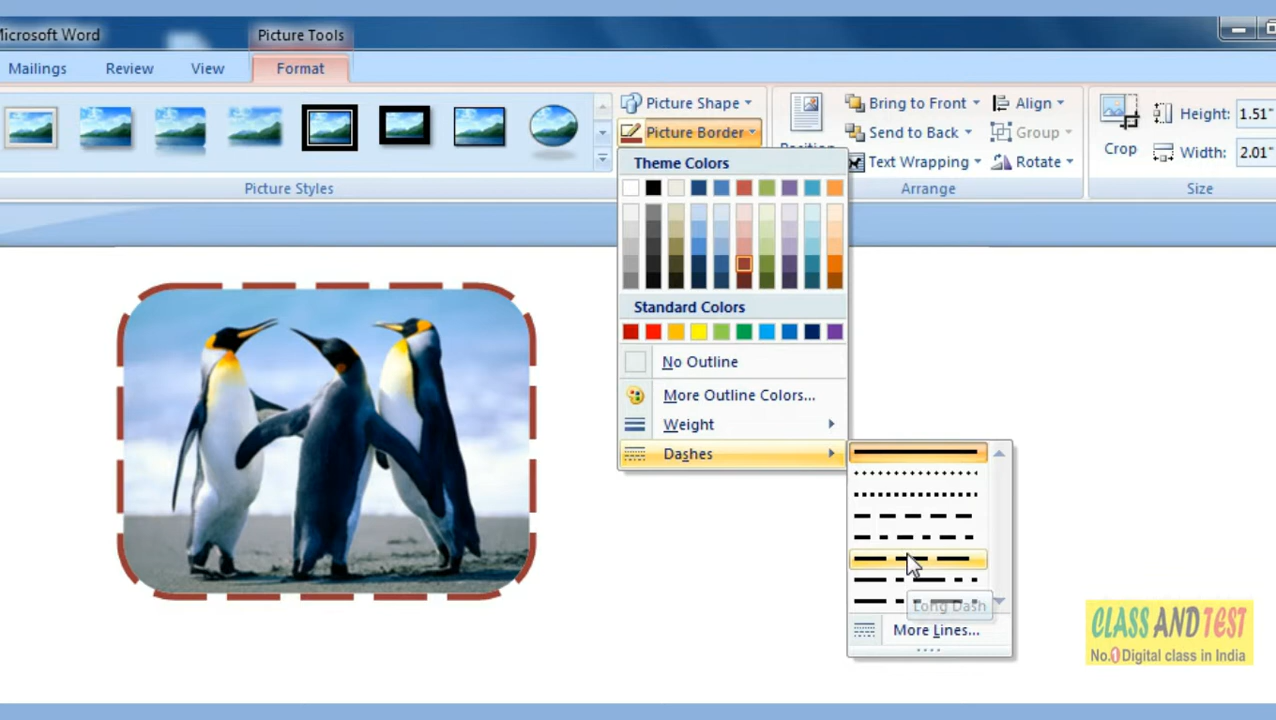 Microsoft Word
Picture Tools
Mailings
Review
View
Format
Picture Shape
Picture Border
Bring to Front
Send to Back
Text Wrapping
Align
Group
Rotate
Crop
Height: 1.51"
Width: 2.01"
Picture Styles
Arrange
Size
Theme Colors
Standard Colors
No Outline
More Outline Colors...
Weight
Dashes
Long Dash
More Lines...
CLASS AND TEST
No.1 Digital class in India